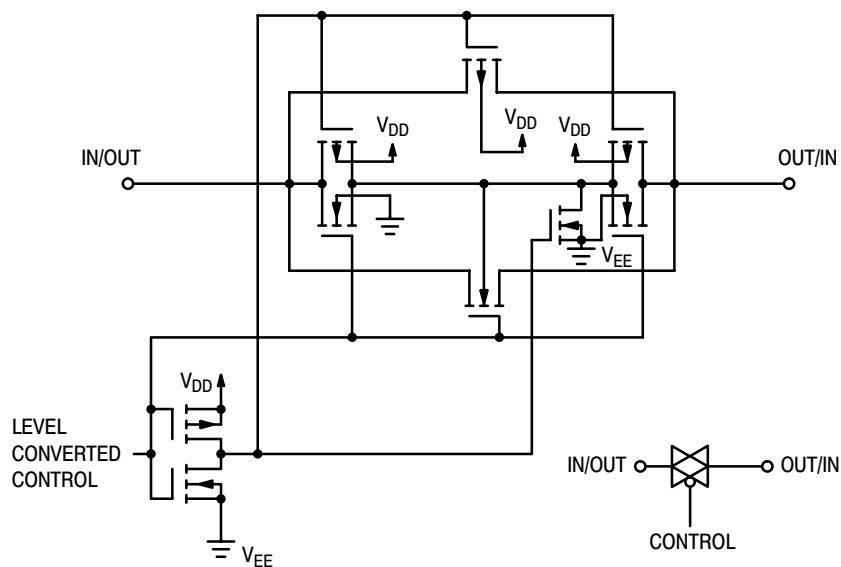 V_DD
V_DD
V_DD
IN/OUT
OUT/IN
V_EE
V_DD
LEVEL
CONVERTED
CONTROL
V_EE
IN/OUT
OUT/IN
CONTROL